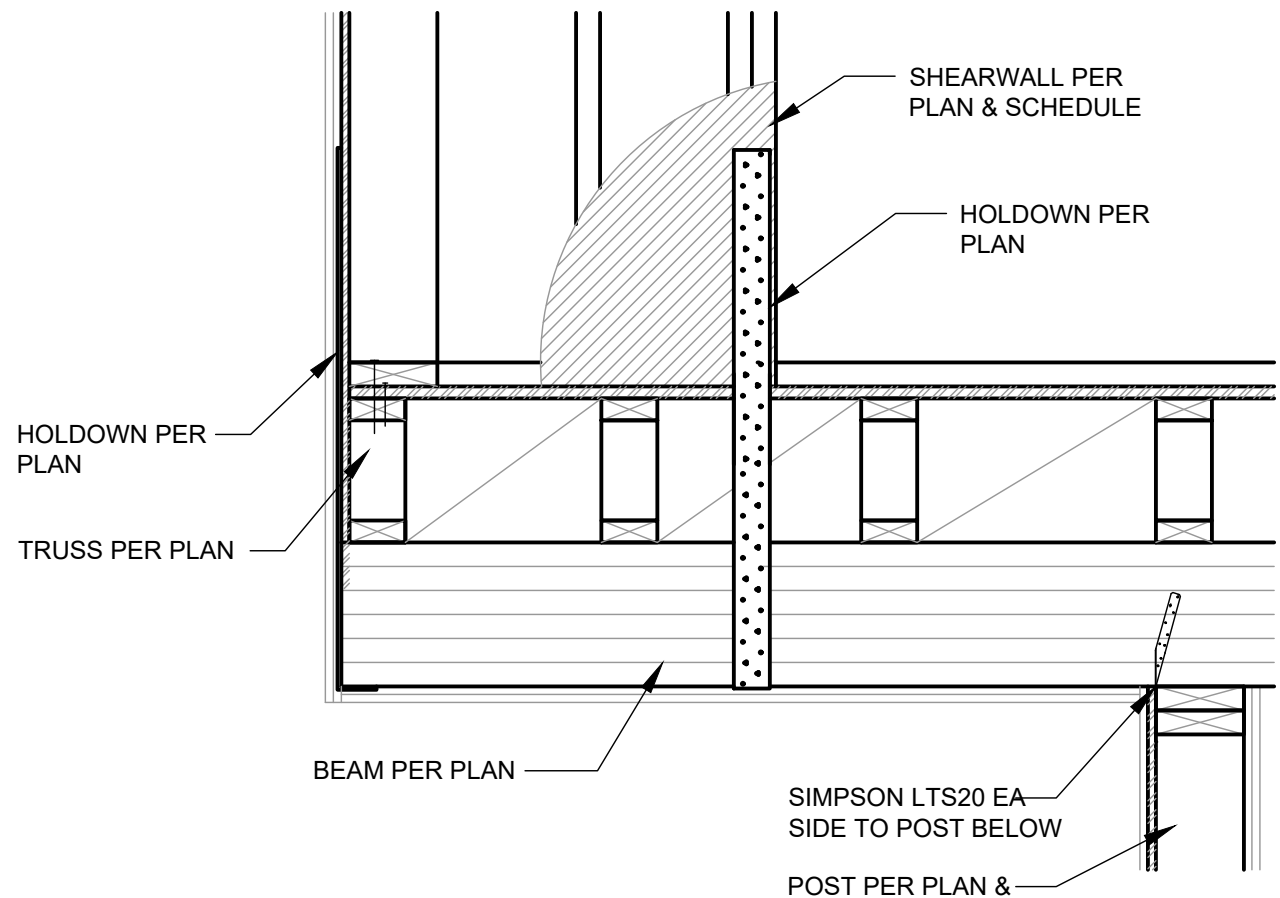 SHEARWALL PER
PLAN & SCHEDULE
HOLDOWN PER
PLAN
HOLDOWN PER
PLAN
TRUSS PER PLAN
BEAM PER PLAN
SIMPSON LTS20 EA
SIDE TO POST BELOW
POST PER PLAN &